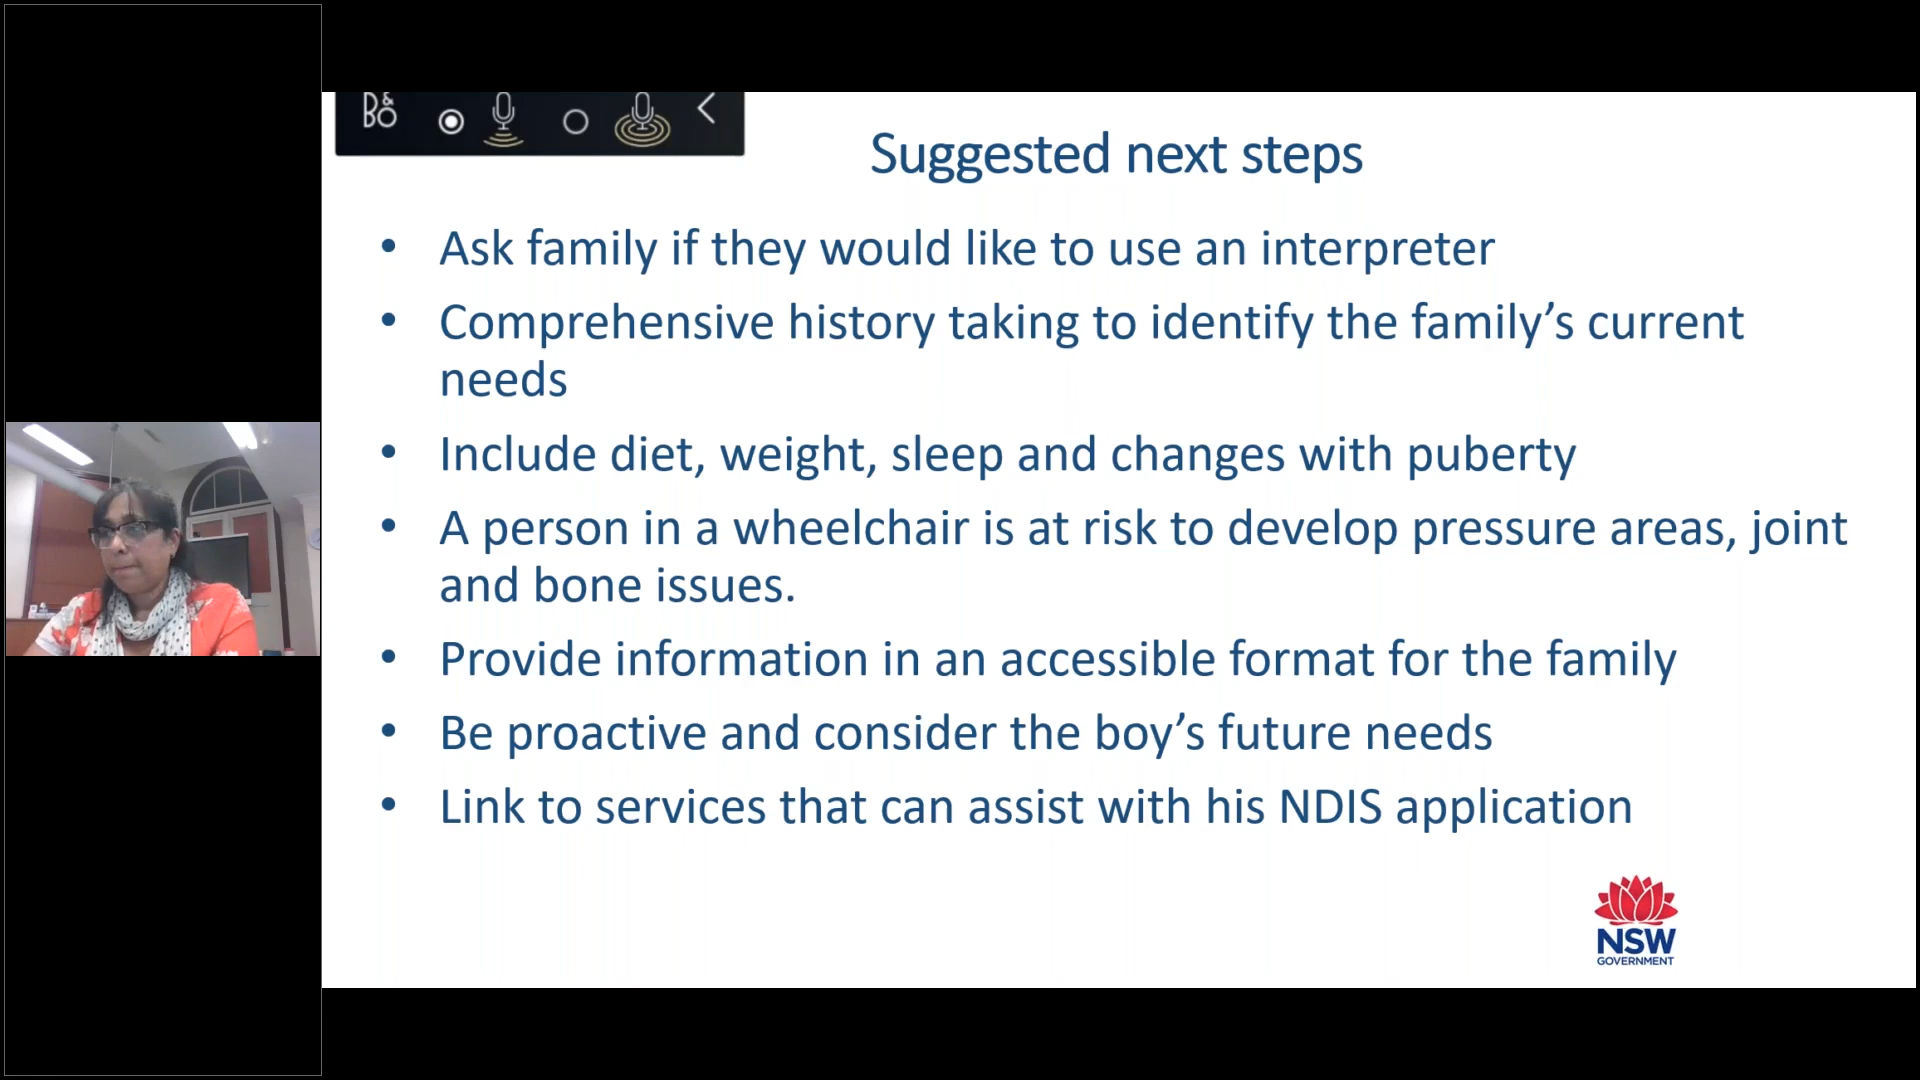 B&O
Suggested next steps
• Ask family if they would like to use an interpreter
• Comprehensive history taking to identify the family’s current
needs
• Include diet, weight, sleep and changes with puberty
• A person in a wheelchair is at risk to develop pressure areas, joint
and bone issues.
• Provide information in an accessible format for the family
• Be proactive and consider the boy’s future needs
• Link to services that can assist with his NDIS application
NSW
GOVERNMENT